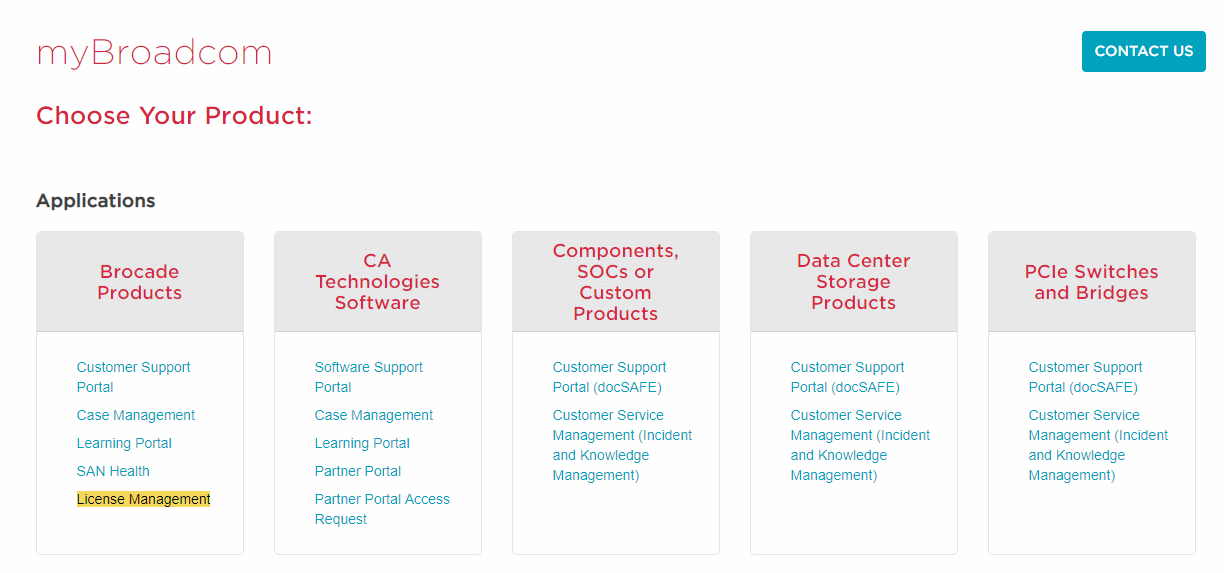 myBroadcom
CONTACT US
Choose Your Product:
Applications
Brocade
Products
Customer Support
Portal
Case Management
Learning Portal
SAN Health
License Management
CA
Technologies
Software
Software Support
Portal
Case Management
Learning Portal
Partner Portal
Partner Portal Access
Request
Components,
SOCs or
Custom
Products
Customer Support
Portal (docSAFE)
Customer Service
Management (Incident
and Knowledge
Management)
Data Center
Storage
Products
Customer Support
Portal (docSAFE)
Customer Service
Management (Incident
and Knowledge
Management)
PCIe Switches
and Bridges
Customer Support
Portal (docSAFE)
Customer Service
Management (Incident
and Knowledge
Management)